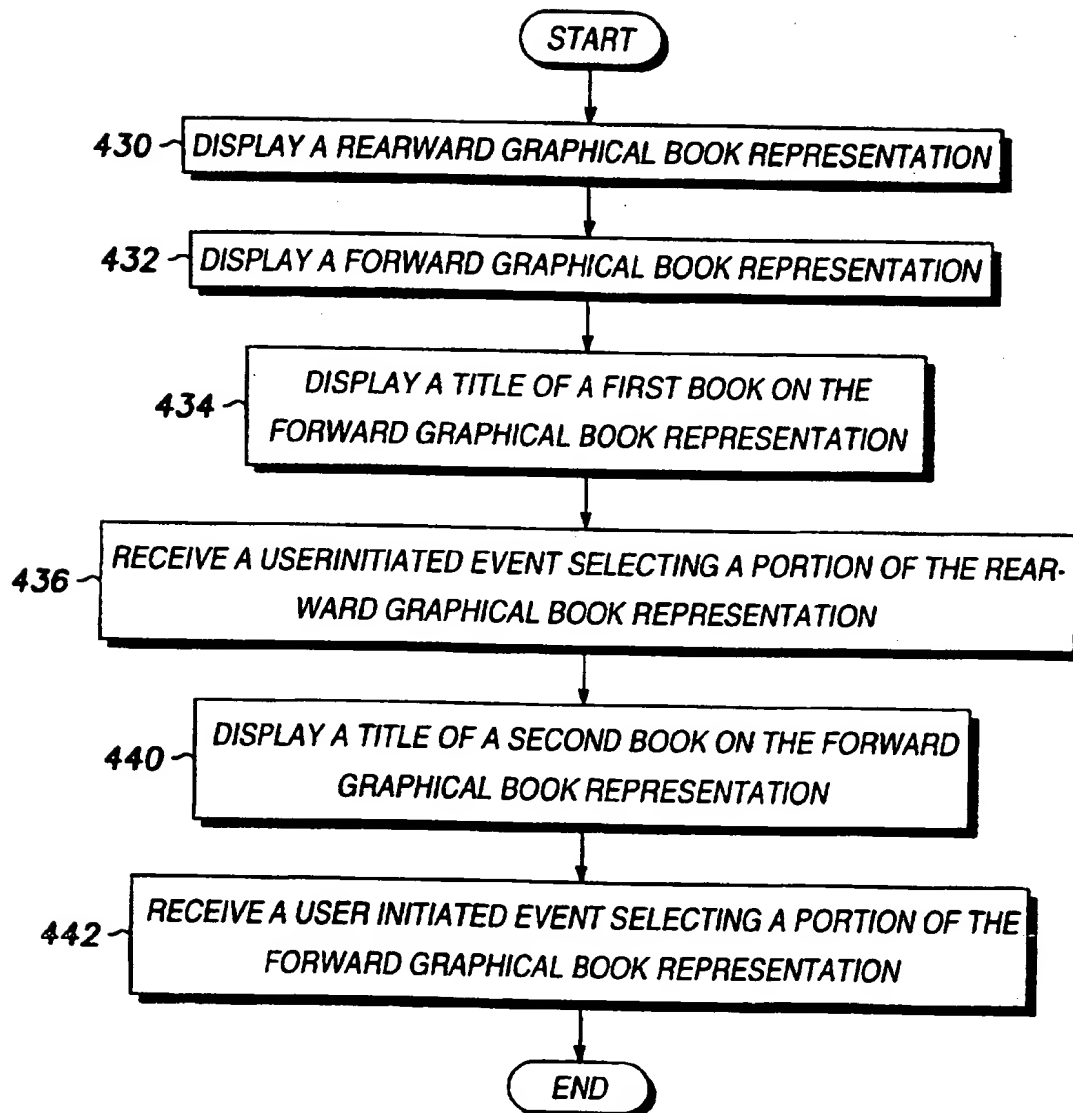 START
430 DISPLAY A REARWARD GRAPHICAL BOOK REPRESENTATION
432 DISPLAY A FORWARD GRAPHICAL BOOK REPRESENTATION
DISPLAY A TITLE OF A FIRST BOOK ON THE
434
FORWARD GRAPHICAL BOOK REPRESENTATION
RECEIVE A USERINITIATED EVENT SELECTING A PORTION OF THE REAR-
436
WARD GRAPHICAL BOOK REPRESENTATION
DISPLAY A TITLE OF A SECOND BOOK ON THE FORWARD
440
GRAPHICAL BOOK REPRESENTATION
RECEIVE A USER INITIATED EVENT SELECTING A PORTION OF THE
442
FORWARD GRAPHICAL BOOK REPRESENTATION
END